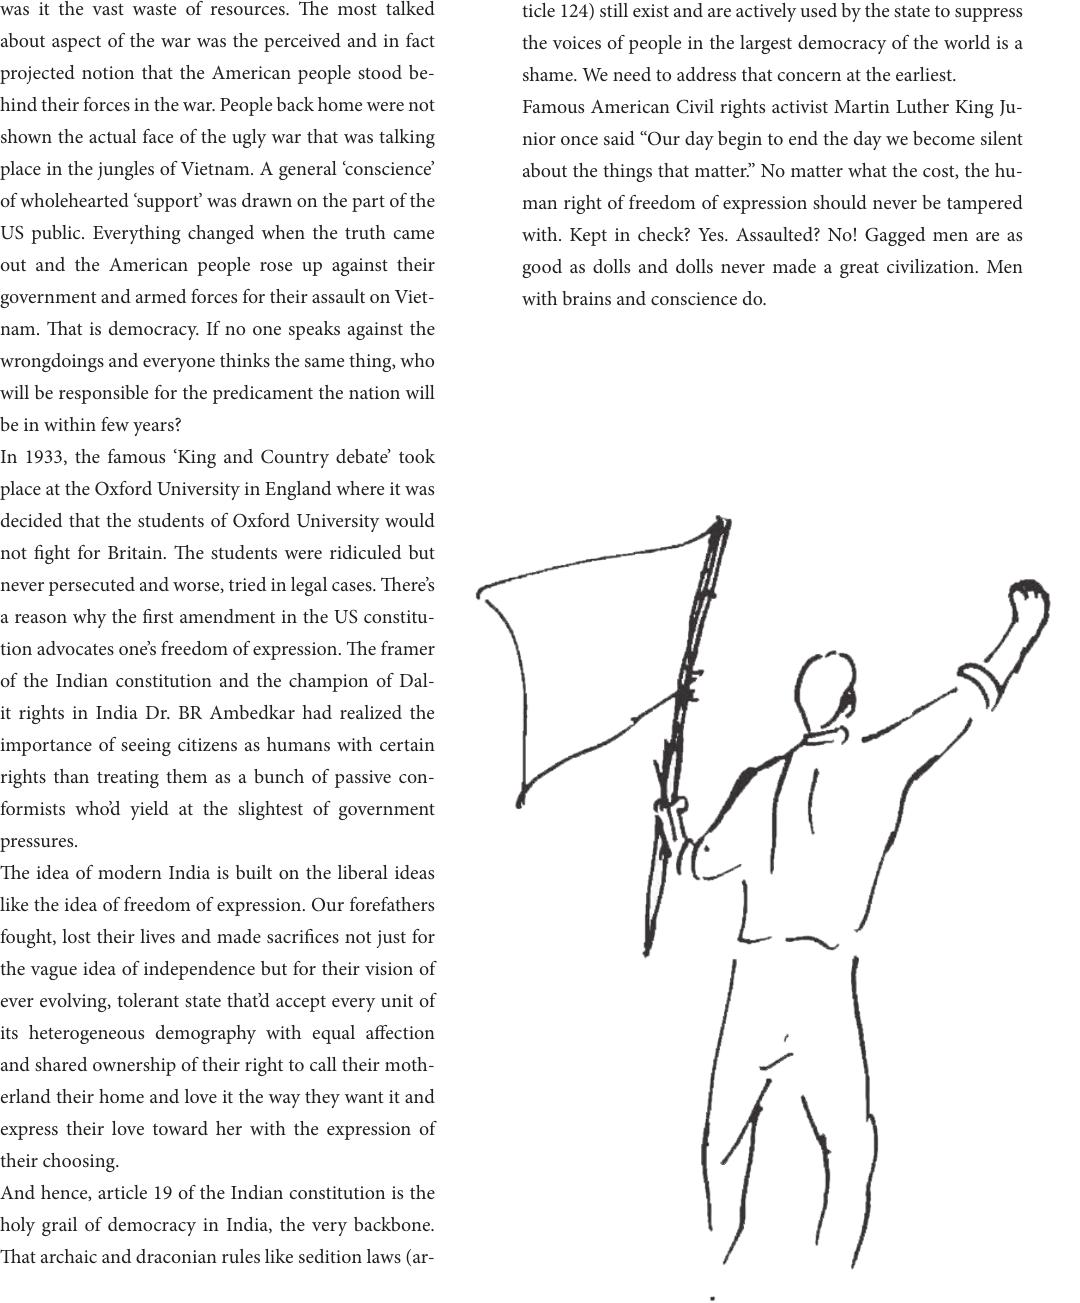 was it the vast waste of resources. The most talked
about aspect of the war was the perceived and in fact
projected notion that the American people stood be-
hind their forces in the war. People back home were not
shown the actual face of the ugly war that was talking
place in the jungles of Vietnam. A general ‘conscience’
of wholehearted ‘support’ was drawn on the part of the
US public. Everything changed when the truth came
out and the American people rose up against their
government and armed forces for their assault on Viet-
nam. That is democracy. If no one speaks against the
wrongdoings and everyone thinks the same thing, who
will be responsible for the predicament the nation will
be in within few years?
In 1933, the famous ‘King and Country debate’ took
place at the Oxford University in England where it was
decided that the students of Oxford University would
not fight for Britain. The students were ridiculed but
never persecuted and worse, tried in legal cases. There’s
a reason why the first amendment in the US constitu-
tion advocates one’s freedom of expression. The framer
of the Indian constitution and the champion of Dal-
it rights in India Dr. BR Ambedkar had realized the
importance of seeing citizens as humans with certain
rights than treating them as a bunch of passive con-
formists who’d yield at the slightest of government
pressures.
The idea of modern India is built on the liberal ideas
like the idea of freedom of expression. Our forefathers
fought, lost their lives and made sacrifices not just for
the vague idea of independence but for their vision of
ever evolving, tolerant state that’d accept every unit of
its heterogeneous demography with equal affection
and shared ownership of their right to call their moth-
erland their home and love it the way they want it and
express their love toward her with the expression of
their choosing.
And hence, article 19 of the Indian constitution is the
holy grail of democracy in India, the very backbone.
That archaic and draconian rules like sedition laws (ar-
ticle 124) still exist and are actively used by the state to suppress
the voices of people in the largest democracy of the world is a
shame. We need to address that concern at the earliest.
Famous American Civil rights activist Martin Luther King Ju-
nior once said “Our day begin to end the day we become silent
about the things that matter.” No matter what the cost, the hu-
man right of freedom of expression should never be tampered
with. Kept in check? Yes. Assaulted? No! Gagged men are as
good as dolls and dolls never made a great civilization. Men
with brains and conscience do.